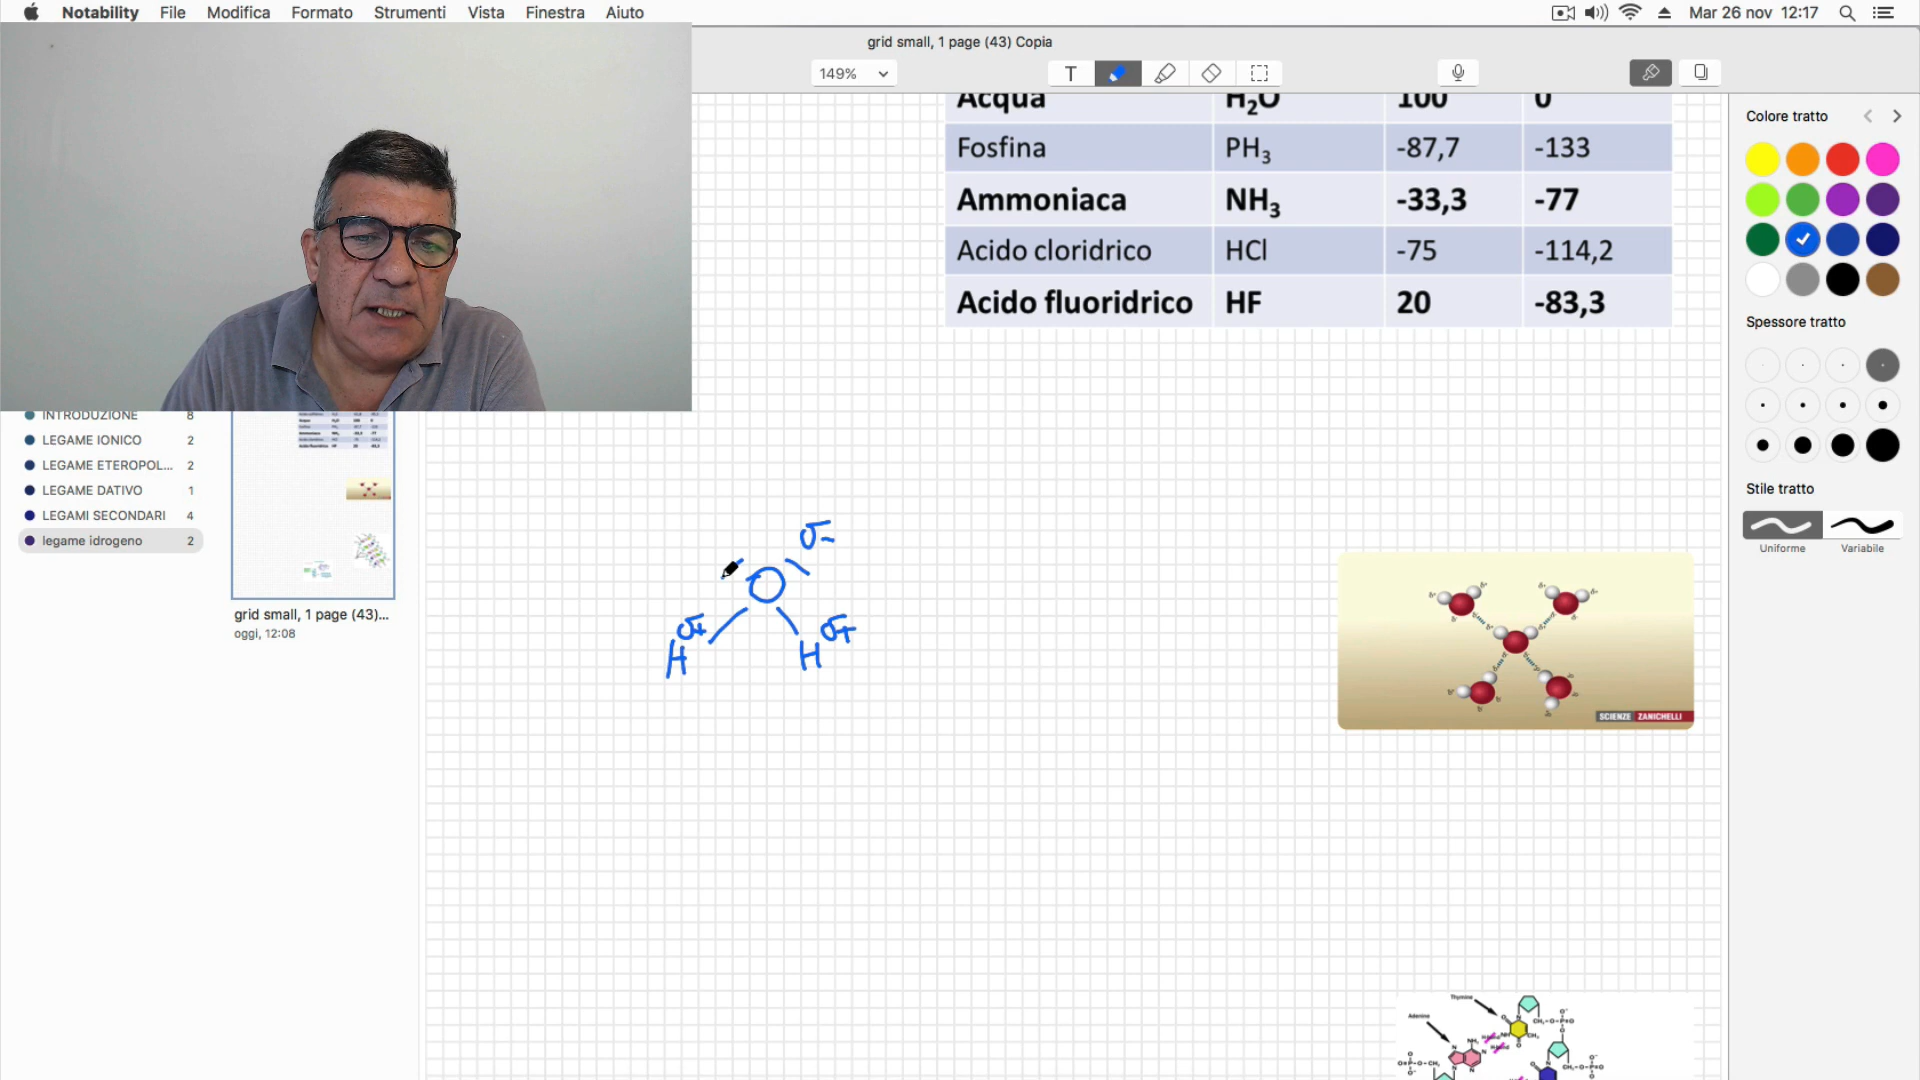 Notability File Modifica Formato Strumenti Vista Finestra Aiuto
Mar 26 nov 12:17
grid small, 1 page (43) Copia
149%
T
Acqua H₂O 100 0
Fosfina PH₃ -87,7 -133
Ammoniaca NH₃ -33,3 -77
Acido cloridrico HCl -75 -114,2
Acido fluoridrico HF 20 -83,3
Colore tratto
Spessore tratto
Stile tratto
Uniforme Variabile
INTRODUZIONE 8
LEGAME IONICO 2
LEGAME ETEROPOL... 2
LEGAME DATIVO 1
LEGAMI SECONDARI 4
legame idrogeno 2
grid small, 1 page (43)...
oggi, 12:08
δ-
O
δ+ δ+
H H
SCIENZE ZANICHELLI
Thymine
Adenine